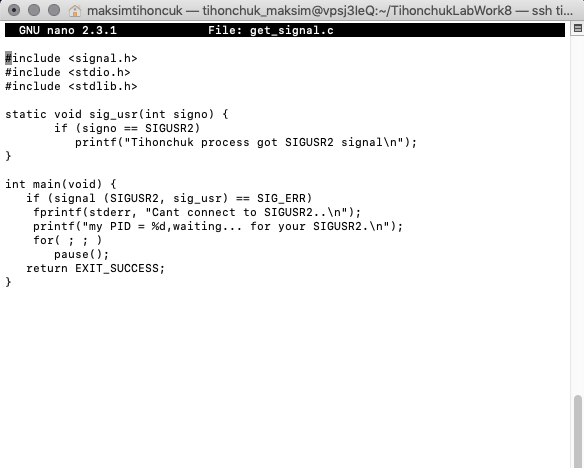 maksimtihoncuk — tihonchuk_maksim@vpsj3leQ:~/TihonchukLabWork8 — ssh ti...
GNU nano 2.3.1 File: get_signal.c
#include <signal.h>
#include <stdio.h>
#include <stdlib.h>
static void sig_usr(int signo) {
if (signo == SIGUSR2)
printf("Tihonchuk process got SIGUSR2 signal\n");
}
int main(void) {
if (signal (SIGUSR2, sig_usr) == SIG_ERR)
fprintf(stderr, "Cant connect to SIGUSR2..\n");
printf("my PID = %d,waiting... for your SIGUSR2.\n");
for( ; ; )
pause();
return EXIT_SUCCESS;
}